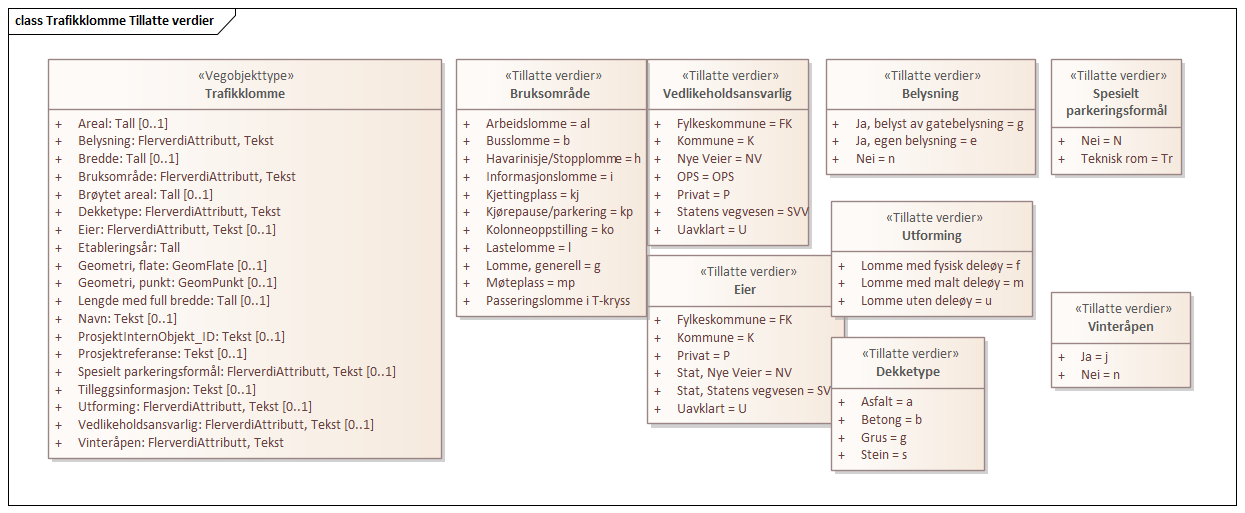 class Trafikklomme Tillatte verdier
«Vegobjekttype»
Trafikklomme
+ Areal: Tall [0..1]
+ Belysning: FlerverdiAttributt, Tekst
+ Bredde: Tall [0..1]
+ Bruksområde: FlerverdiAttributt, Tekst
+ Brøytet areal: Tall [0..1]
+ Dekketype: FlerverdiAttributt, Tekst
+ Eier: FlerverdiAttributt, Tekst [0..1]
+ Etableringsår: Tall
+ Geometri, flate: GeomFlate [0..1]
+ Geometri, punkt: GeomPunkt [0..1]
+ Lengde med full bredde: Tall [0..1]
+ Navn: Tekst [0..1]
+ ProsjektInternObjekt_ID: Tekst [0..1]
+ Prosjektreferanse: Tekst [0..1]
+ Spesielt parkeringsformål: FlerverdiAttributt, Tekst [0..1]
+ Tilleggsinformasjon: Tekst [0..1]
+ Utforming: FlerverdiAttributt, Tekst [0..1]
+ Vedlikeholdsansvarlig: FlerverdiAttributt, Tekst [0..1]
+ Vinteråpen: FlerverdiAttributt, Tekst
«Tillatte verdier»
Bruksområde
+ Arbeidslomme = al
+ Busslomme = b
+ Havarinisje/Stopplomme = h
+ Informasjonslomme = i
+ Kjettingplass = kj
+ Kjørepause/parkering = kp
+ Kolonneoppstilling = ko
+ Lastelomme = l
+ Lomme, generell = g
+ Møteplass = mp
+ Passeringslomme i T-kryss
«Tillatte verdier»
Vedlikeholdsansvarlig
+ Fylkeskommune = FK
+ Kommune = K
+ Nye Veier = NV
+ OPS = OPS
+ Privat = P
+ Statens vegvesen = SVV
+ Uavklart = U
«Tillatte verdier»
Eier
+ Fylkeskommune = FK
+ Kommune = K
+ Privat = P
+ Stat, Nye Veier = NV
+ Stat, Statens vegvesen = SV
+ Uavklart = U
«Tillatte verdier»
Belysning
+ Ja, belyst av gatebelysning = g
+ Ja, egen belysning = e
+ Nei = n
«Tillatte verdier»
Utforming
+ Lomme med fysisk deleøy = f
+ Lomme med malt deleøy = m
+ Lomme uten deleøy = u
«Tillatte verdier»
Dekketype
+ Asfalt = a
+ Betong = b
+ Grus = g
+ Stein = s
«Tillatte verdier»
Spesielt
parkeringsformål
+ Nei = N
+ Teknisk rom = Tr
«Tillatte verdier»
Vinteråpen
+ Ja = j
+ Nei = n